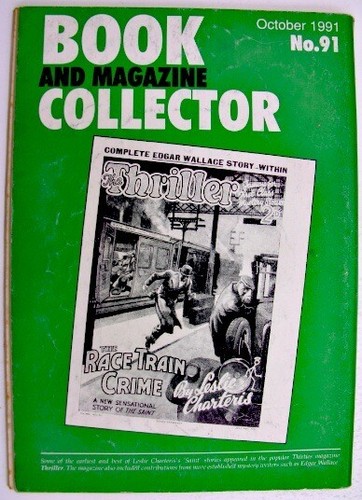 October 1991
BOOK
No.91
AND MAGAZINE
COLLECTOR
COMPLETE EDGAR WALLACE STORY WITHIN
The Thriller
2d
THE
RACE-TRAIN
CRIME
By Leslie
Charteris
A NEW SENSATIONAL
STORY OF THE SAINT
Some of the earliest and best of Leslie Charteris's 'Saint' stories appeared in the popular Thirties magazine
Thriller. The magazine also included contributions from more established mystery writers such as Edgar Wallace